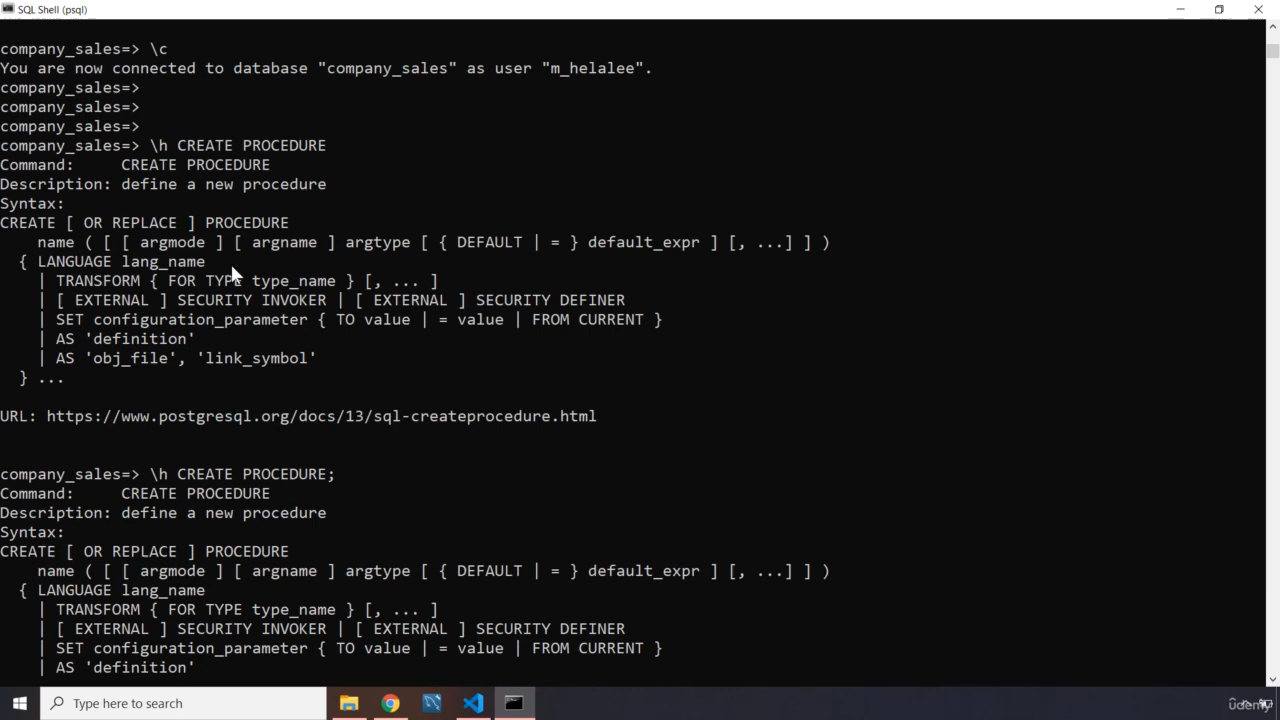 SQL Shell (psql)
company_sales=> \c
You are now connected to database "company_sales" as user "m_helalee".
company_sales=>
company_sales=>
company_sales=>
company_sales=> \h CREATE PROCEDURE
Command:     CREATE PROCEDURE
Description: define a new procedure
Syntax:
CREATE [ OR REPLACE ] PROCEDURE
    name ( [ [ argmode ] [ argname ] argtype [ { DEFAULT | = } default_expr ] [, ...] ] )
  { LANGUAGE lang_name
    | TRANSFORM { FOR TYPE type_name } [, ... ]
    | [ EXTERNAL ] SECURITY INVOKER | [ EXTERNAL ] SECURITY DEFINER
    | SET configuration_parameter { TO value | = value | FROM CURRENT }
    | AS 'definition'
    | AS 'obj_file', 'link_symbol'
  } ...
URL: https://www.postgresql.org/docs/13/sql-createprocedure.html
company_sales=> \h CREATE PROCEDURE;
Command:     CREATE PROCEDURE
Description: define a new procedure
Syntax:
CREATE [ OR REPLACE ] PROCEDURE
    name ( [ [ argmode ] [ argname ] argtype [ { DEFAULT | = } default_expr ] [, ...] ] )
  { LANGUAGE lang_name
    | TRANSFORM { FOR TYPE type_name } [, ... ]
    | [ EXTERNAL ] SECURITY INVOKER | [ EXTERNAL ] SECURITY DEFINER
    | SET configuration_parameter { TO value | = value | FROM CURRENT }
    | AS 'definition'
Type here to search
udemy